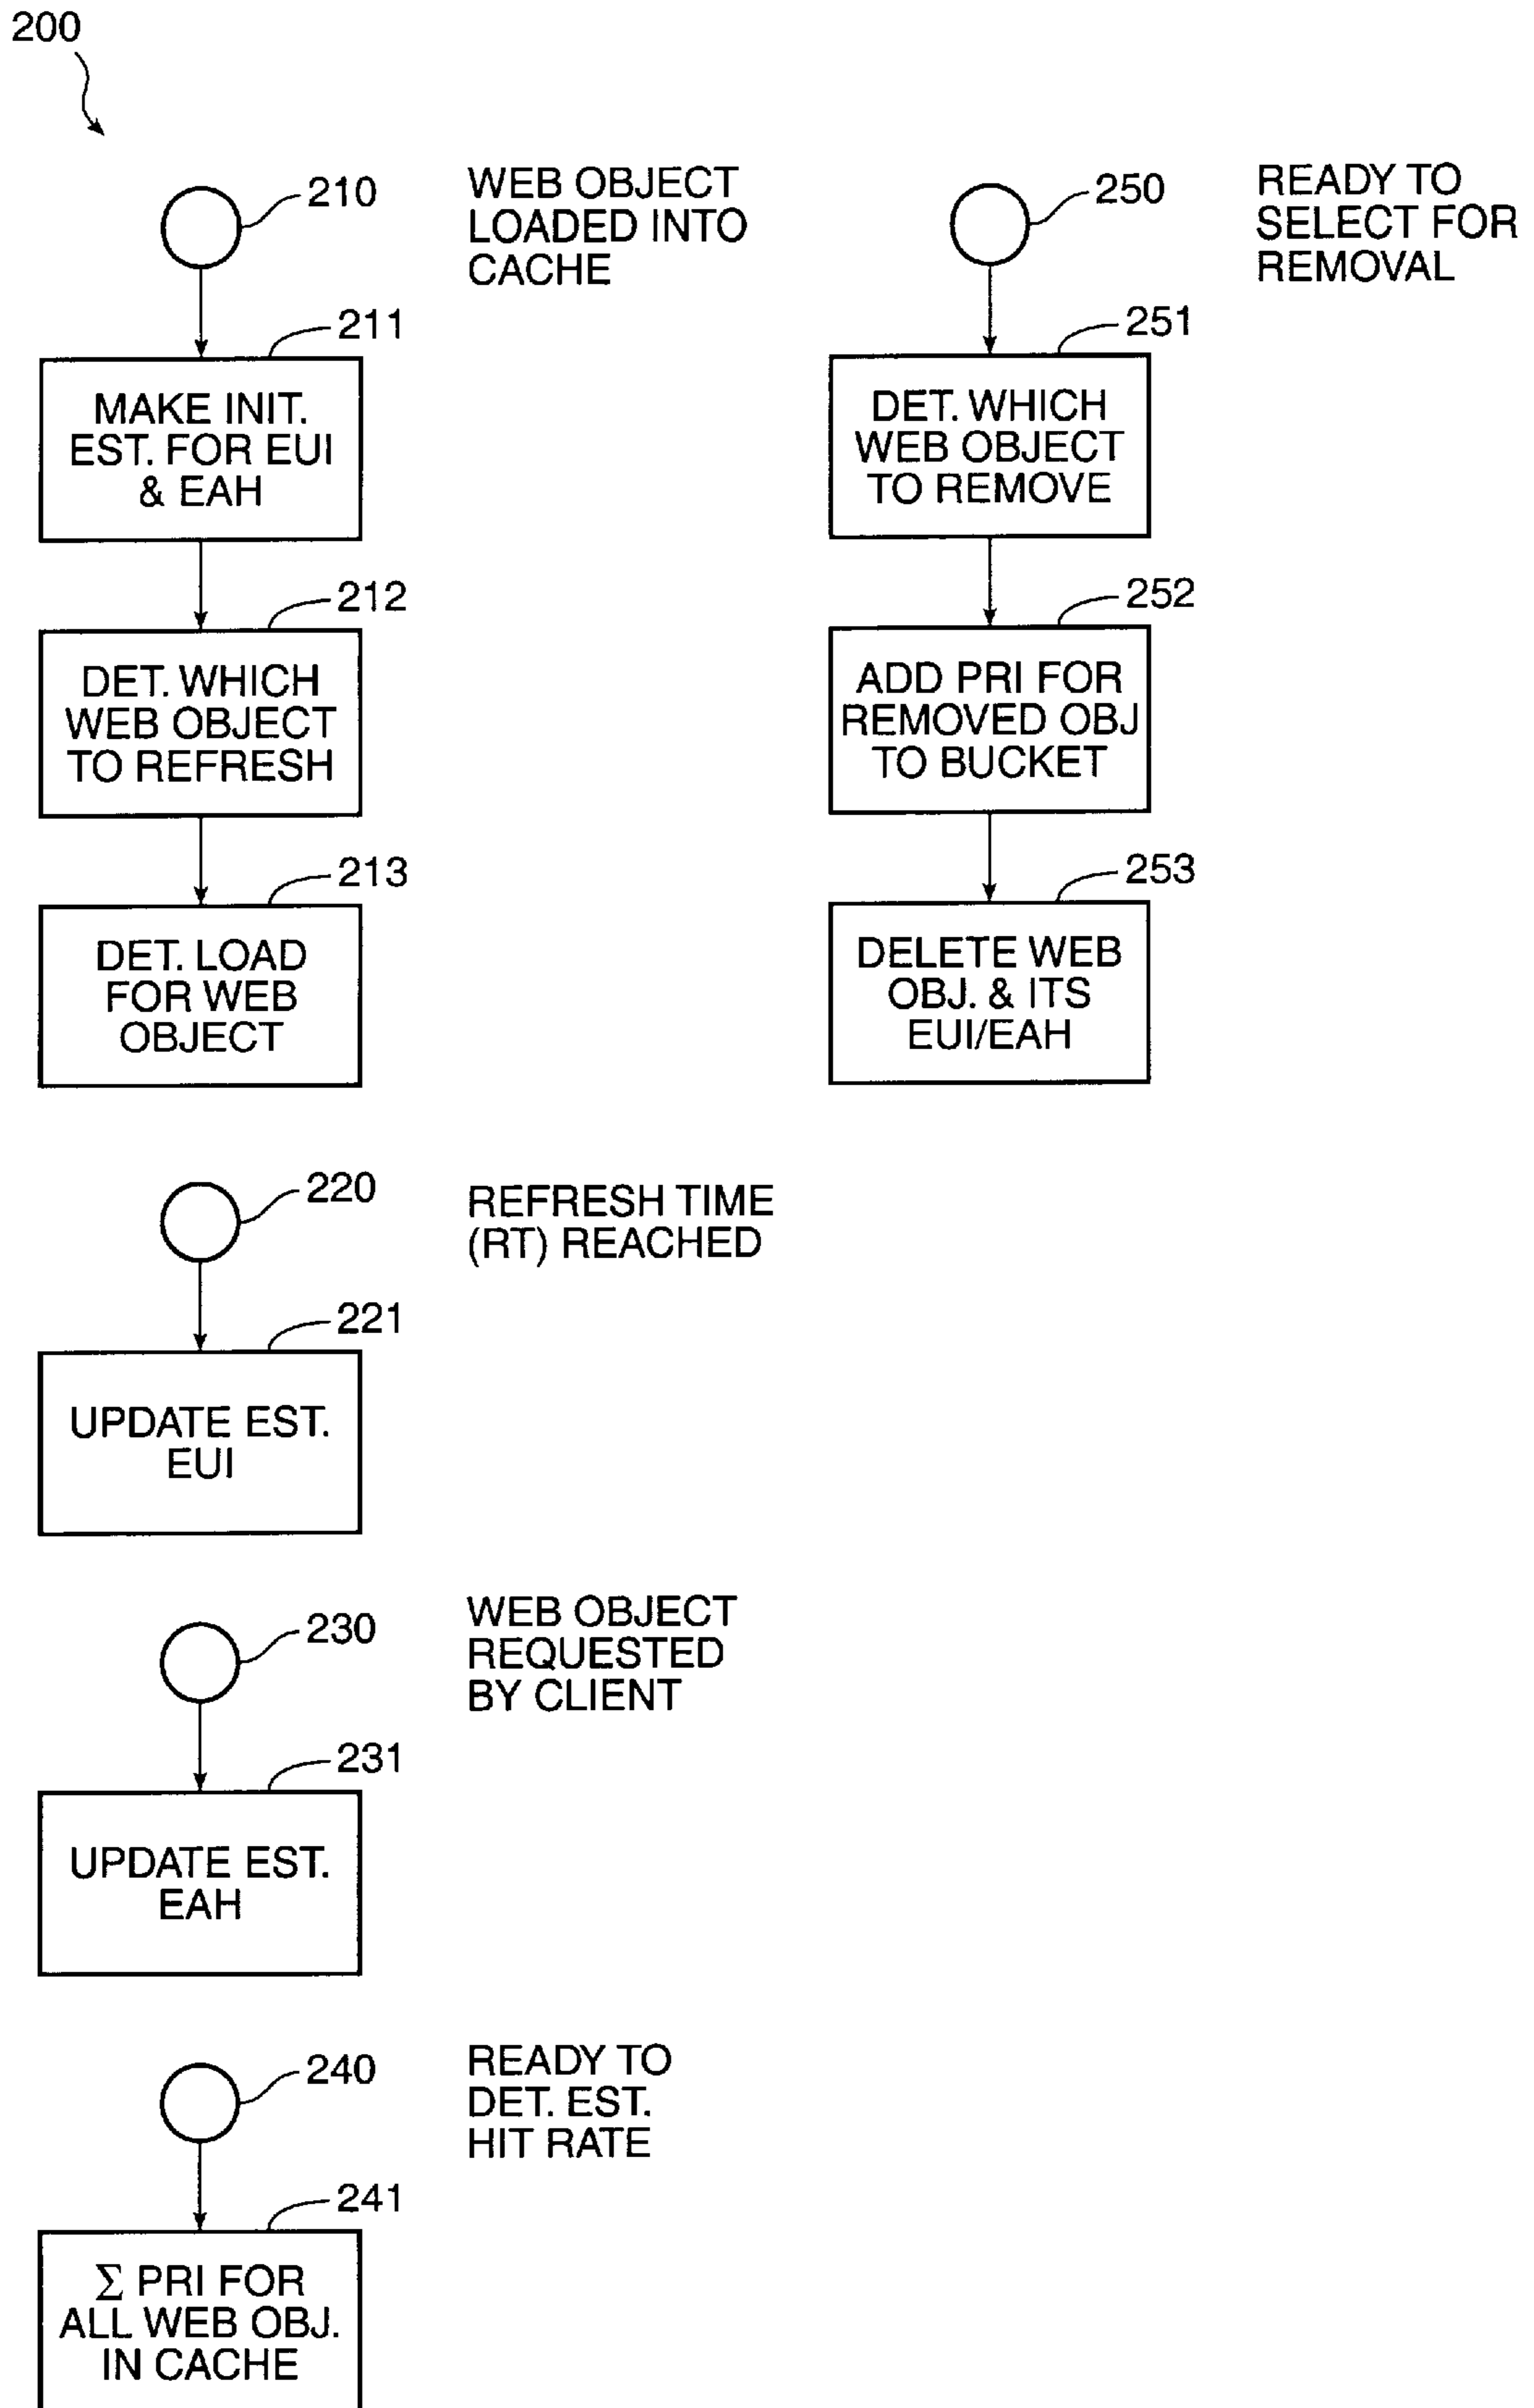 200
210
WEB OBJECT
LOADED INTO
CACHE
211
MAKE INIT.
EST. FOR EUI
& EAH
212
DET. WHICH
WEB OBJECT
TO REFRESH
213
DET. LOAD
FOR WEB
OBJECT
220
REFRESH TIME
(RT) REACHED
221
UPDATE EST.
EUI
230
WEB OBJECT
REQUESTED
BY CLIENT
231
UPDATE EST.
EAH
240
READY TO
DET. EST.
HIT RATE
241
Σ PRI FOR
ALL WEB OBJ.
IN CACHE
250
READY TO
SELECT FOR
REMOVAL
251
DET. WHICH
WEB OBJECT
TO REMOVE
252
ADD PRI FOR
REMOVED OBJ
TO BUCKET
253
DELETE WEB
OBJ. & ITS
EUI/EAH